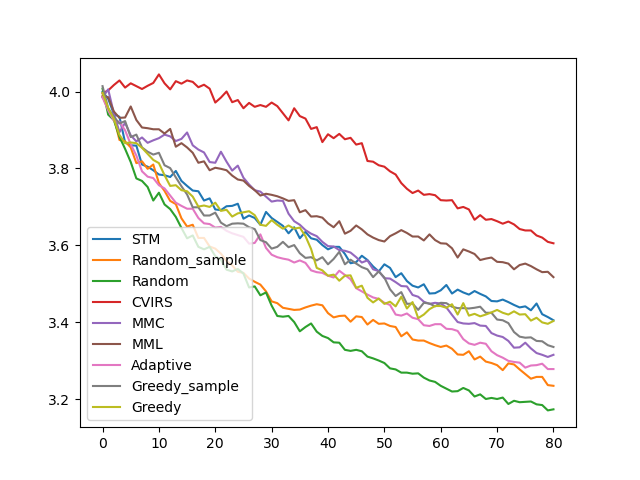 4.0
3.8
3.6
3.4
3.2
STM
Random_sample
Random
CVIRS
MMC
MML
Adaptive
Greedy_sample
Greedy
0 10 20 30 40 50 60 70 80